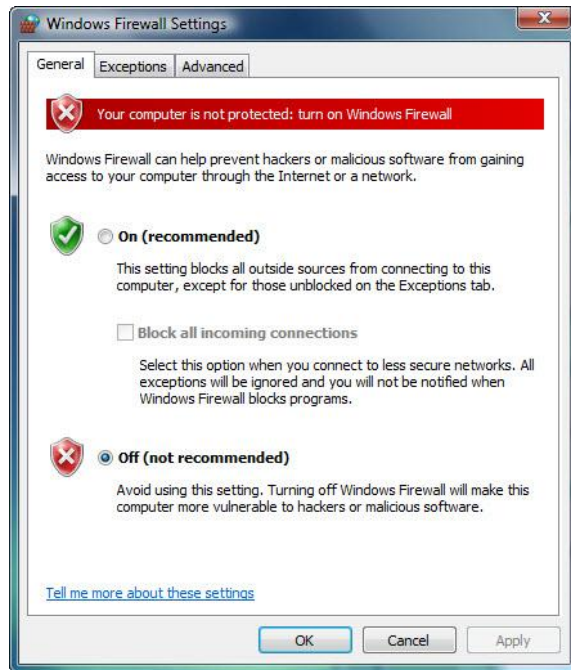 Windows Firewall Settings
General
Exceptions
Advanced
Your computer is not protected: turn on Windows Firewall
Windows Firewall can help prevent hackers or malicious software from gaining
access to your computer through the Internet or a network.
On (recommended)
This setting blocks all outside sources from connecting to this
computer, except for those unblocked on the Exceptions tab.
Block all incoming connections
Select this option when you connect to less secure networks. All
exceptions will be ignored and you will not be notified when
Windows Firewall blocks programs.
Off (not recommended)
Avoid using this setting. Turning off Windows Firewall will make this
computer more vulnerable to hackers or malicious software.
Tell me more about these settings
OK
Cancel
Apply